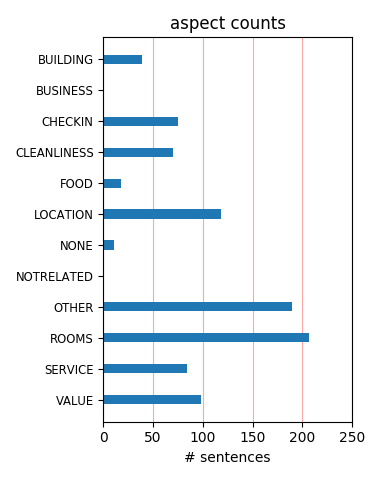 aspect counts
BUILDING
BUSINESS
CHECKIN
CLEANLINESS
FOOD
LOCATION
NONE
NOTRELATED
OTHER
ROOMS
SERVICE
VALUE
0 50 100 150 200 250
# sentences